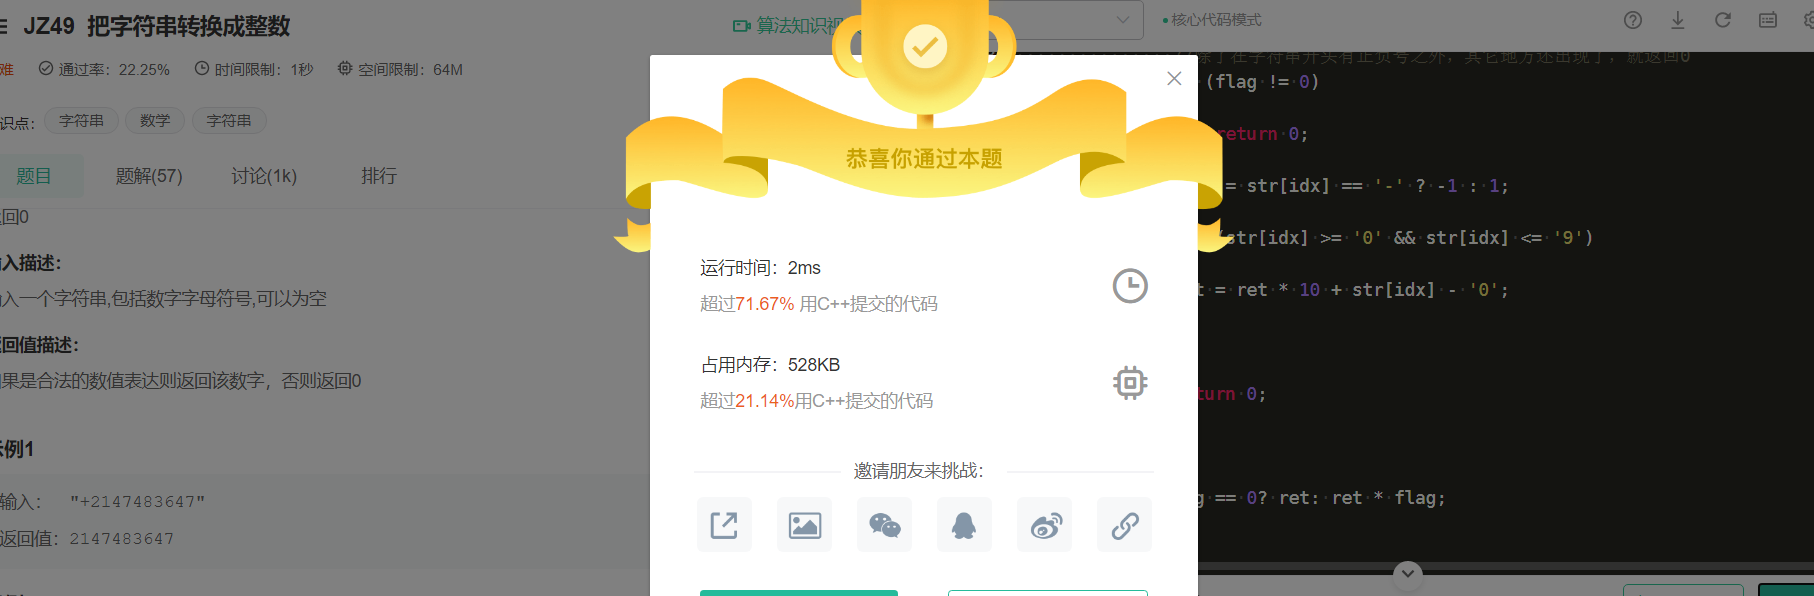 JZ49 把字符串转换成整数
难 通过率：22.25% 时间限制：1秒 空间限制：64M
识点： 字符串 数学 字符串
题目 题解(57) 讨论(1k) 排行
回0
入描述：
入一个字符串,包括数字字母符号,可以为空
回值描述：
果是合法的数值表达则返回该数字，否则返回0
例1
输入： "+2147483647"
返回值：2147483647
算法知识视
核心代码模式
恭喜你通过本题
运行时间：2ms
超过71.67% 用C++提交的代码
占用内存：528KB
超过21.14%用C++提交的代码
邀请朋友来挑战：
除了在字符串开头有正负号之外，其它地方还出现了，就返回0
(flag != 0)
return 0;
= str[idx] == '-' ? -1 : 1;
(str[idx] >= '0' && str[idx] <= '9')
t = ret * 10 + str[idx] - '0';
turn 0;
g == 0? ret: ret * flag;